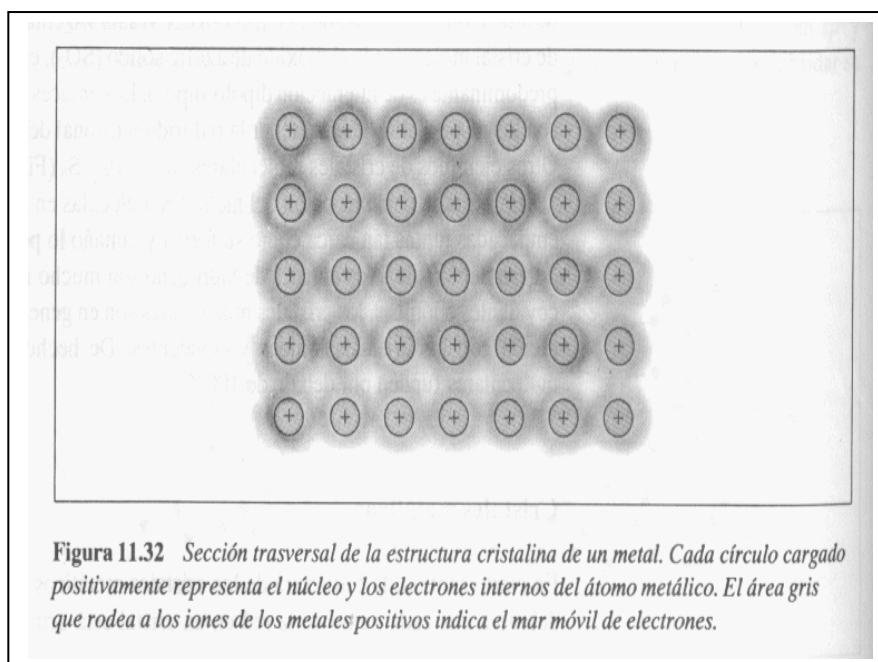 + + + + + + +
+ + + + + + +
+ + + + + + +
+ + + + + + +
+ + + + + + +
Figura 11.32 Sección trasversal de la estructura cristalina de un metal. Cada círculo cargado
positivamente representa el núcleo y los electrones internos del átomo metálico. El área gris
que rodea a los iones de los metales positivos indica el mar móvil de electrones.